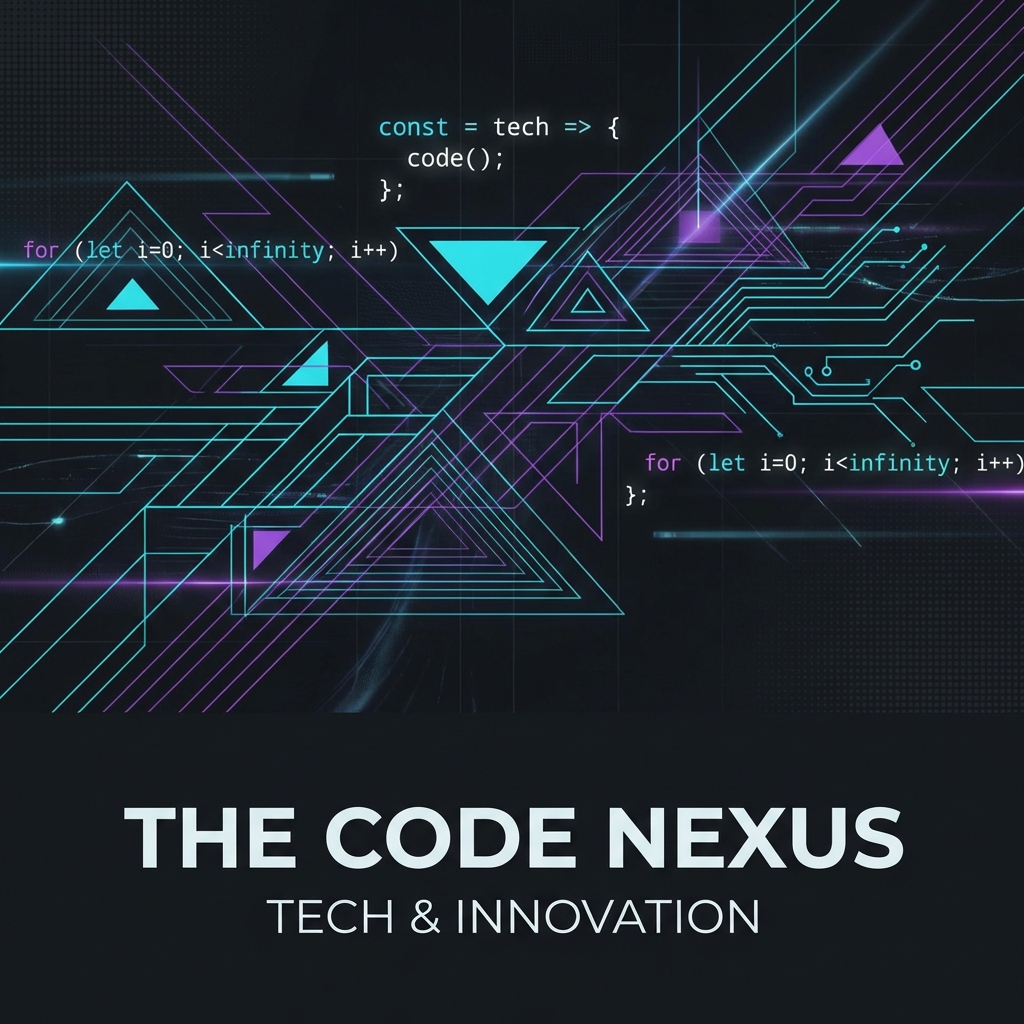 const = tech => {
code();
};
for (let i=0; i<infinity; i++)
for (let i=0; i<infinity; i++)
};
THE CODE NEXUS
TECH & INNOVATION